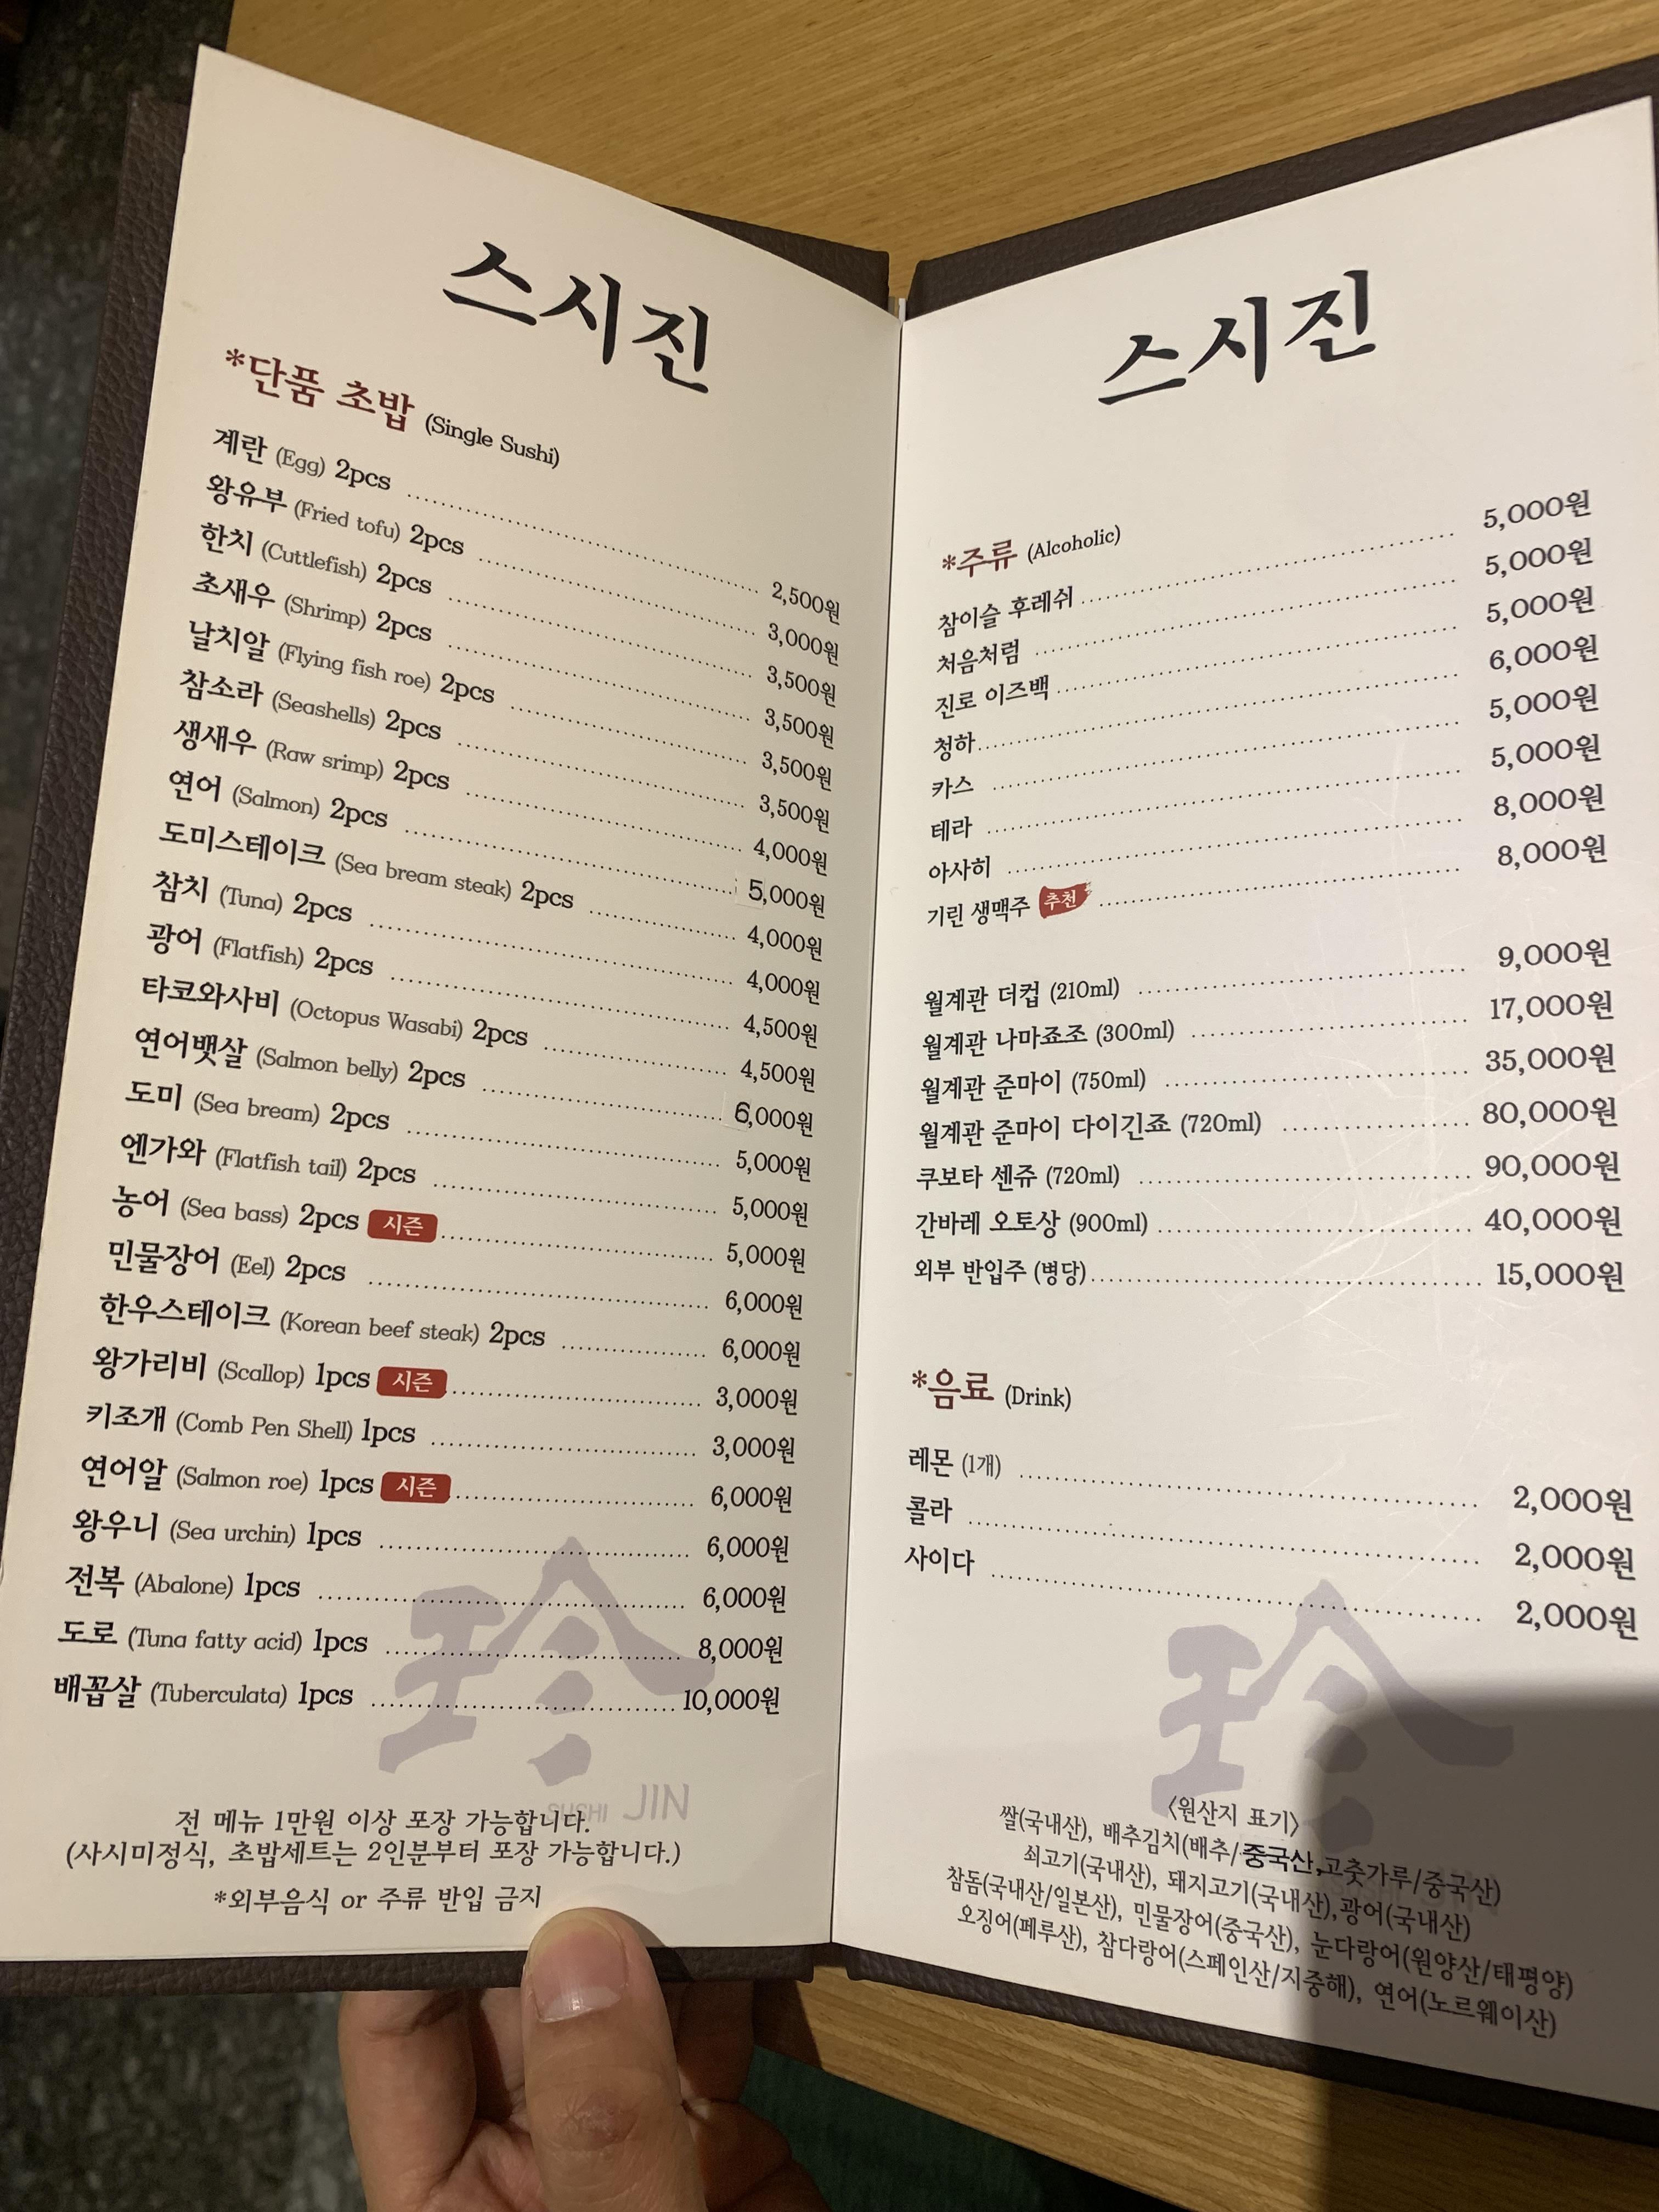 스시진
*단품 초밥 (Single Sushi)
계란 (Egg) 2pcs 2,500원
왕유부 (Fried tofu) 2pcs 3,000원
한치 (Cuttlefish) 2pcs 3,500원
초새우 (Shrimp) 2pcs 3,500원
날치알 (Flying fish roe) 2pcs 3,500원
참소라 (Seashells) 2pcs 3,500원
생새우 (Raw srimp) 2pcs 4,000원
연어 (Salmon) 2pcs 5,000원
도미스테이크 (Sea bream steak) 2pcs 4,000원
참치 (Tuna) 2pcs 4,000원
광어 (Flatfish) 2pcs 4,500원
타코와사비 (Octopus Wasabi) 2pcs 4,500원
연어뱃살 (Salmon belly) 2pcs 6,000원
도미 (Sea bream) 2pcs 5,000원
엔가와 (Flatfish tail) 2pcs 5,000원
농어 (Sea bass) 2pcs 시즌 5,000원
민물장어 (Eel) 2pcs 6,000원
한우스테이크 (Korean beef steak) 2pcs 6,000원
왕가리비 (Scallop) 1pcs 시즌 3,000원
키조개 (Comb Pen Shell) 1pcs 3,000원
연어알 (Salmon roe) 1pcs 시즌 6,000원
왕우니 (Sea urchin) 1pcs 6,000원
전복 (Abalone) 1pcs 6,000원
도로 (Tuna fatty acid) 1pcs 8,000원
배꼽살 (Tuberculata) 1pcs 10,000원
珍
SUSHI JIN
전 메뉴 1만원 이상 포장 가능합니다.
(사시미정식, 초밥세트는 2인분부터 포장 가능합니다.)
*외부음식 or 주류 반입 금지
스시진
*주류 (Alcoholic)
참이슬 후레쉬 5,000원
처음처럼 5,000원
진로 이즈백 5,000원
청하 6,000원
카스 5,000원
테라 5,000원
아사히 8,000원
기린 생맥주 추천 8,000원
월계관 더컵 (210ml) 9,000원
월계관 나마죠조 (300ml) 17,000원
월계관 준마이 (750ml) 35,000원
월계관 준마이 다이긴죠 (720ml) 80,000원
쿠보타 센쥬 (720ml) 90,000원
간바레 오토상 (900ml) 40,000원
외부 반입주 (병당) 15,000원
*음료 (Drink)
레몬 (1개) 2,000원
콜라 2,000원
사이다 2,000원
珍
<원산지 표기>
쌀(국내산), 배추김치(배추/중국산,고춧가루/중국산)
쇠고기(국내산), 돼지고기(국내산),광어(국내산)
참돔(국내산/일본산), 민물장어(중국산), 눈다랑어(원양산/태평양)
오징어(페루산), 참다랑어(스페인산/지중해), 연어(노르웨이산)